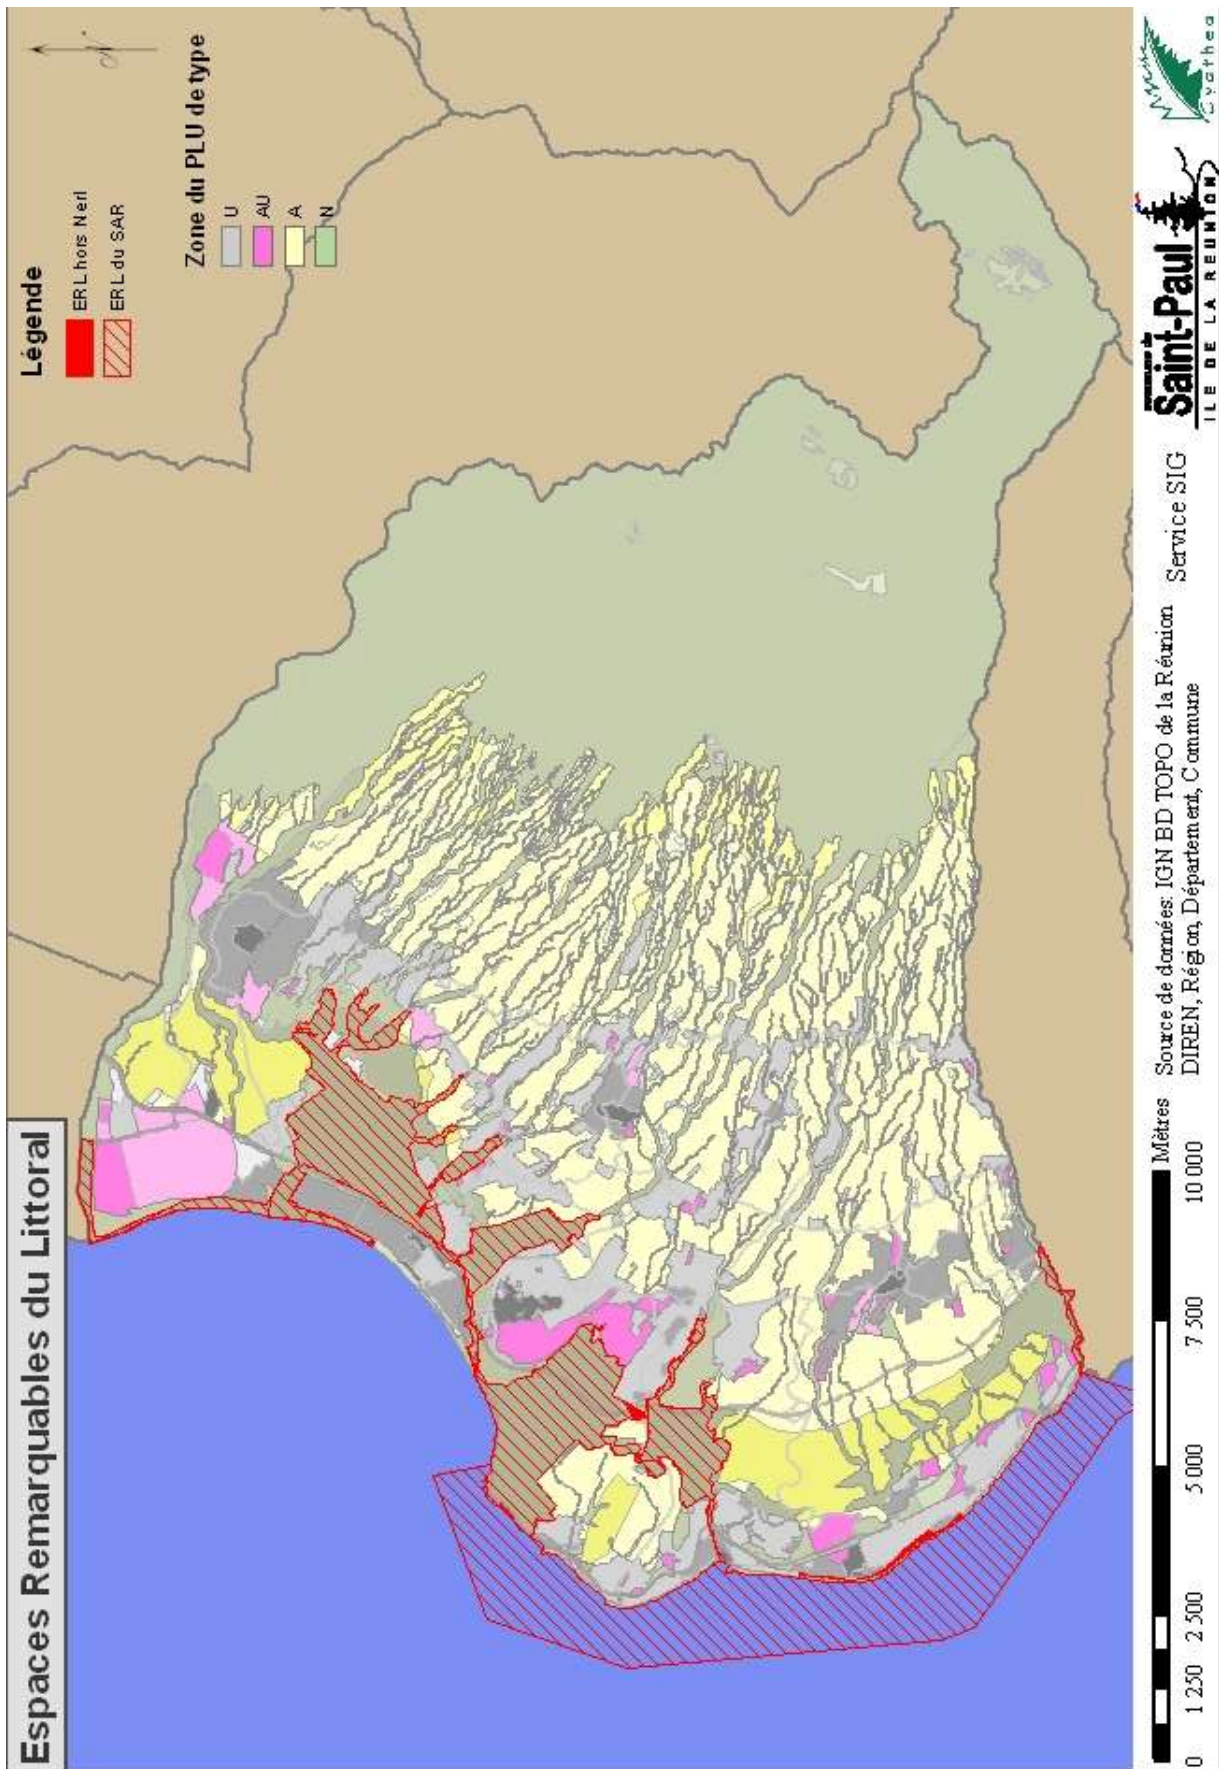 Espaces Remarquables du Littoral
Légende
ERL hors Nerl
ERL du SAR
Zone du PLU de type
U
AU
A
N
N
0 1 250 2 500 5 000 7 500 10 000
Mètres
Source de données: IGN BD TOPO de la Réunion
DIREN, Région, Département, Commune
Service SIG
Saint-Paul
ILE DE LA REUNION
Cyathea